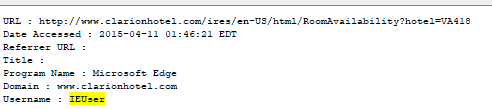 URL : http://www.clarionhotel.com/ires/en-US/html/RoomAvailability?hotel=VA418
Date Accessed : 2015-04-11 01:46:21 EDT
Referrer URL :
Title :
Program Name : Microsoft Edge
Domain : www.clarionhotel.com
Username : IEUser